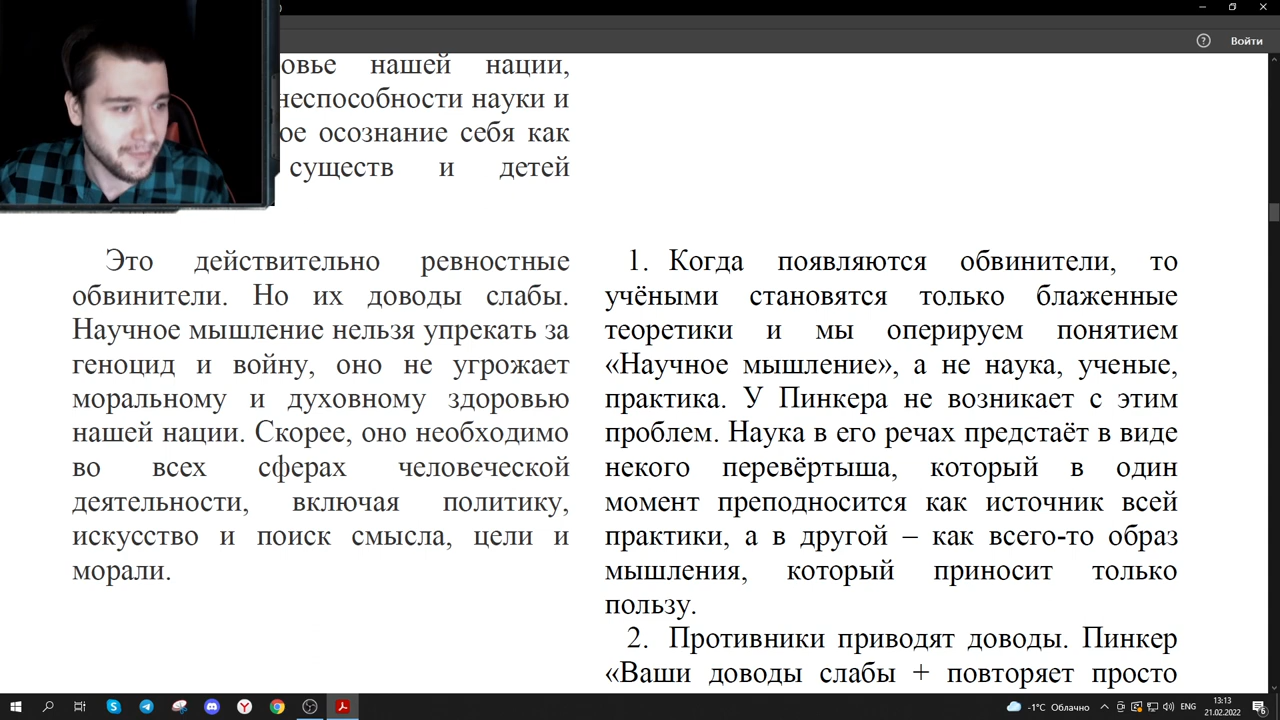 Войти
овье нашей нации,
неспособности науки и
ое осознание себя как
существ и детей
Это действительно ревностные
обвинители. Но их доводы слабы.
Научное мышление нельзя упрекать за
геноцид и войну, оно не угрожает
моральному и духовному здоровью
нашей нации. Скорее, оно необходимо
во всех сферах человеческой
деятельности, включая политику,
искусство и поиск смысла, цели и
морали.
1. Когда появляются обвинители, то
учёными становятся только блаженные
теоретики и мы оперируем понятием
«Научное мышление», а не наука, ученые,
практика. У Пинкера не возникает с этим
проблем. Наука в его речах предстаёт в виде
некого перевёртыша, который в один
момент преподносится как источник всей
практики, а в другой – как всего-то образ
мышления, который приносит только
пользу.
2. Противники приводят доводы. Пинкер
«Ваши доводы слабы + повторяет просто
-1°C Облачно
ENG
13:13
21.02.2022
6